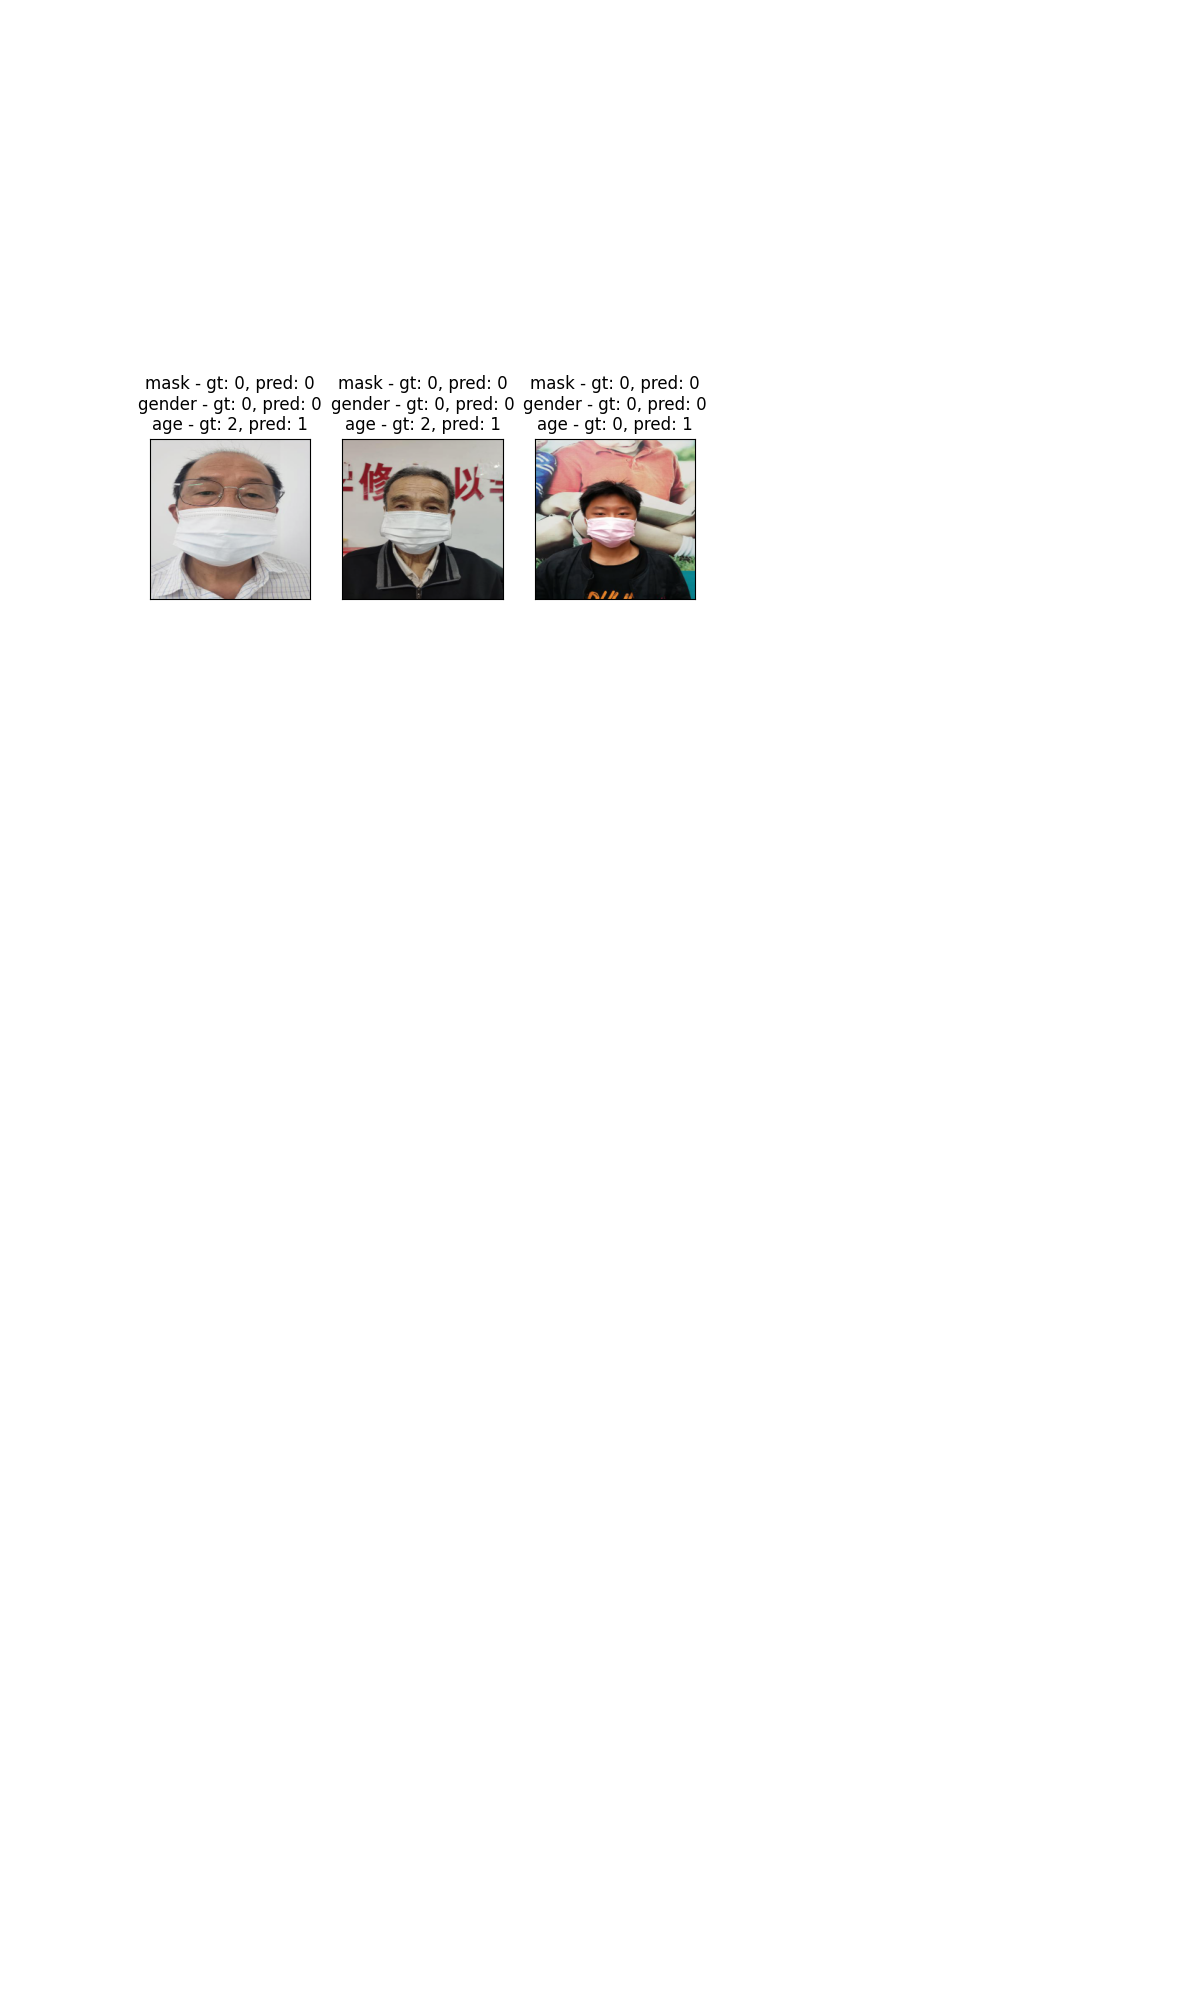 mask - gt: 0, pred: 0
gender - gt: 0, pred: 0
age - gt: 2, pred: 1
mask - gt: 0, pred: 0
gender - gt: 0, pred: 0
age - gt: 2, pred: 1
mask - gt: 0, pred: 0
gender - gt: 0, pred: 0
age - gt: 0, pred: 1
修 以